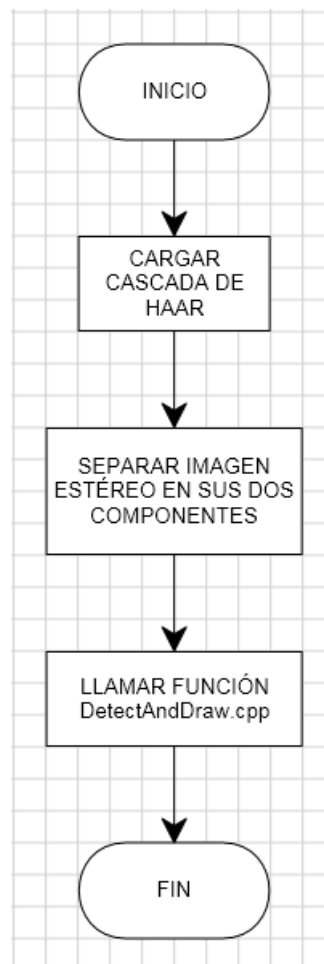 INICIO
CARGAR
CASCADA DE
HAAR
SEPARAR IMAGEN
ESTÉREO EN SUS DOS
COMPONENTES
LLAMAR FUNCIÓN
DetectAndDraw.cpp
FIN